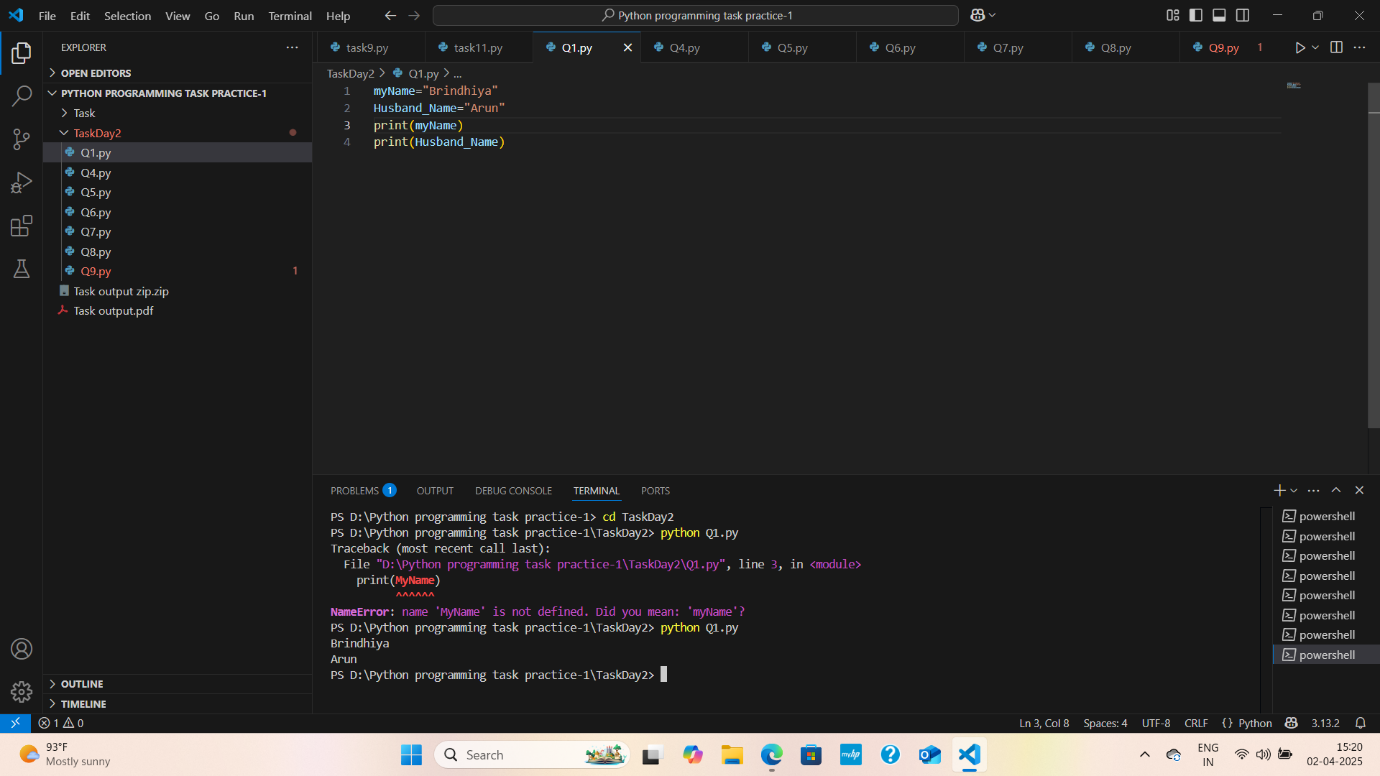 File Edit Selection View Go Run Terminal Help
Python programming task practice-1
EXPLORER
OPEN EDITORS
PYTHON PROGRAMMING TASK PRACTICE-1
Task
TaskDay2
Q1.py
Q4.py
Q5.py
Q6.py
Q7.py
Q8.py
Q9.py 1
Task output zip.zip
Task output.pdf
OUTLINE
TIMELINE
task9.py task11.py Q1.py Q4.py Q5.py Q6.py Q7.py Q8.py Q9.py 1
TaskDay2 > Q1.py > ...
1 myName="Brindhiya"
2 Husband_Name="Arun"
3 print(myName)
4 print(Husband_Name)
PROBLEMS 1 OUTPUT DEBUG CONSOLE TERMINAL PORTS
PS D:\Python programming task practice-1> cd TaskDay2
PS D:\Python programming task practice-1\TaskDay2> python Q1.py
Traceback (most recent call last):
File "D:\Python programming task practice-1\TaskDay2\Q1.py", line 3, in <module>
print(MyName)
^^^^^^
NameError: name 'MyName' is not defined. Did you mean: 'myName'?
PS D:\Python programming task practice-1\TaskDay2> python Q1.py
Brindhiya
Arun
PS D:\Python programming task practice-1\TaskDay2>
powershell
powershell
powershell
powershell
powershell
powershell
powershell
powershell
1 0 Ln 3, Col 8 Spaces: 4 UTF-8 CRLF {} Python 3.13.2
93°F
Mostly sunny
Search
myhp
ENG
IN
15:20
02-04-2025